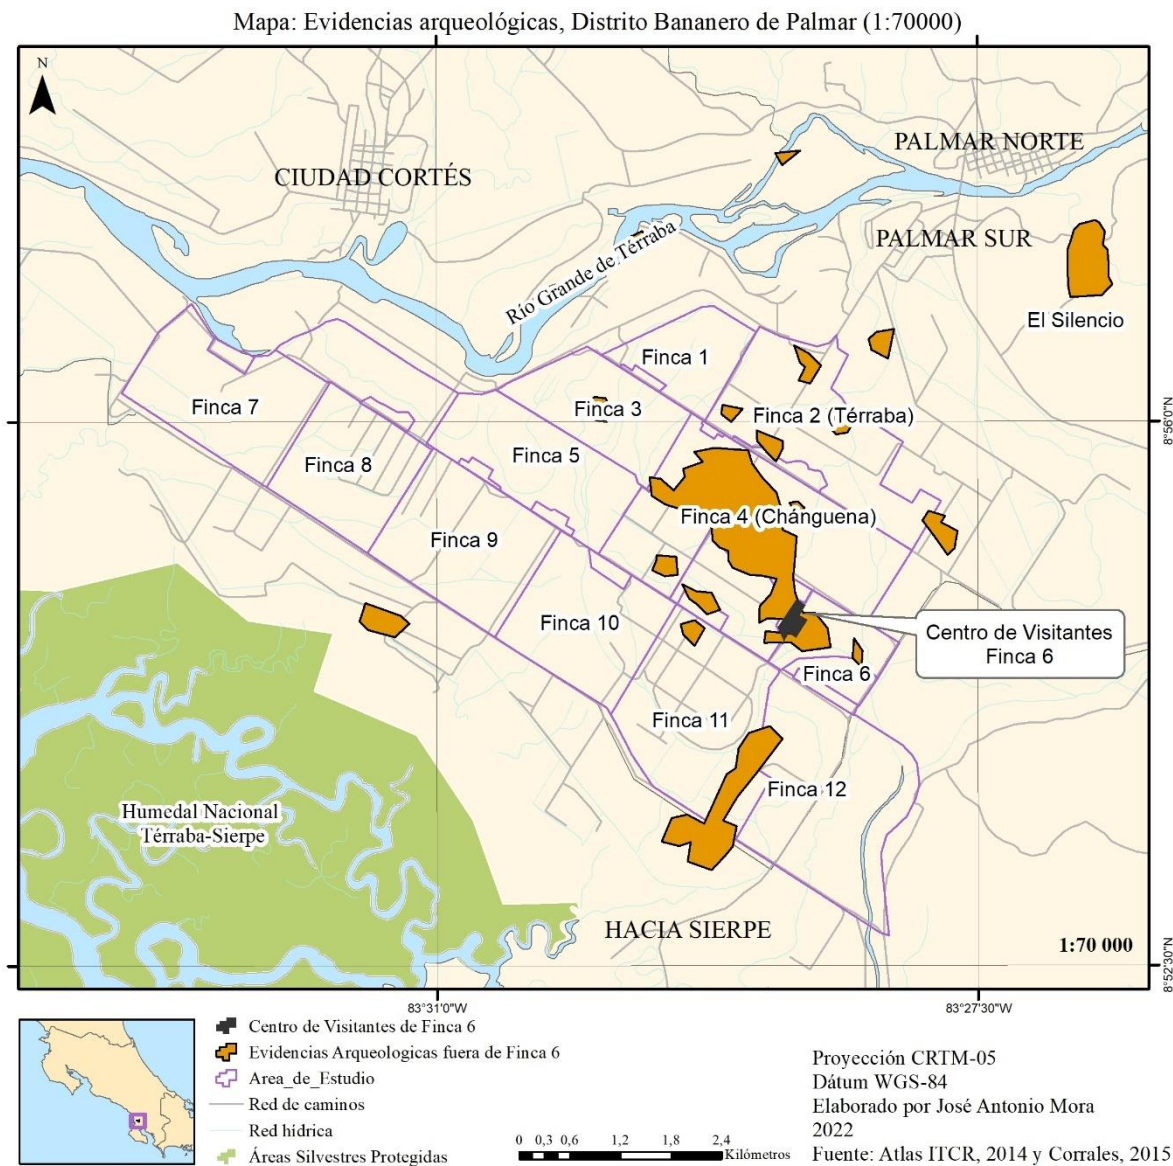 Mapa: Evidencias arqueológicas, Distrito Bananero de Palmar (1:70000)
N
PALMAR NORTE
CIUDAD CORTÉS
PALMAR SUR
Río Grande de Térraba
El Silencio
Finca 1
Finca 7
Finca 3
Finca 2 (Térraba)
8°56'0"N
Finca 5
Finca 8
Finca 4 (Chánguena)
Finca 9
Finca 10
Centro de Visitantes
Finca 6
Finca 6
Finca 11
Finca 12
Humedal Nacional
Térraba-Sierpe
HACIA SIERPE
1:70 000
8°52'30"N
83°31'0"W
83°27'30"W
Centro de Visitantes de Finca 6
Evidencias Arqueologicas fuera de Finca 6
Area_de_Estudio
Red de caminos
Red hídrica
Áreas Silvestres Protegidas
0 0,3 0,6 1,2 1,8 2,4
Kilómetros
Proyección CRTM-05
Dátum WGS-84
Elaborado por José Antonio Mora
2022
Fuente: Atlas ITCR, 2014 y Corrales, 2015